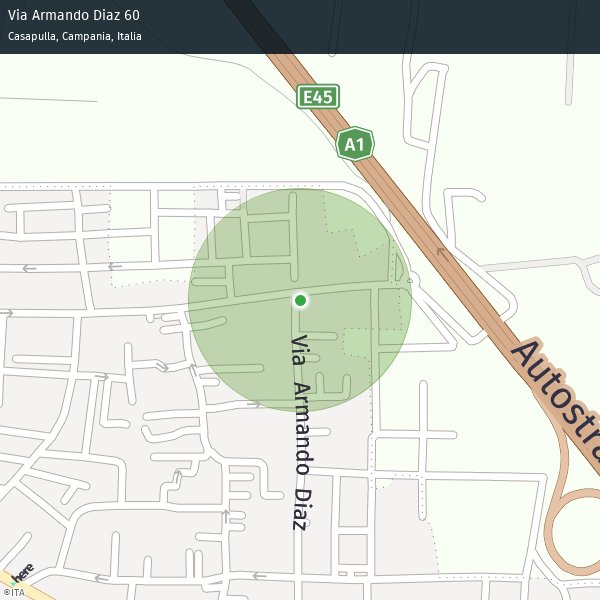 Via Armando Diaz 60
Casapulla, Campania, Italia
E45
A1
Via Armando Diaz
Autostra
here
©ITA